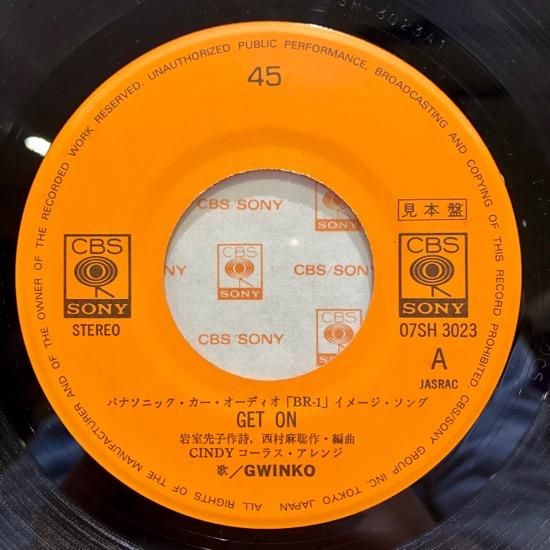 SH-3023A1
ALL RIGHTS OF THE MANUFACTURER AND OF THE OWNER OF THE RECORDED WORK RESERVED. UNAUTHORIZED PUBLIC PERFORMANCE, BROADCASTING AND COPYING OF THIS RECORD PROHIBITED. CBS/SONY GROUP INC. TOKYO JAPAN
45
CBS
SONY
STEREO
見本盤
CBS
SONY
07SH 3023
A
JASRAC
CBS/SONY
CBS
SONY
CBS/SONY
CBS/SONY
パナソニック・カー・オーディオ「BR-1」イメージ・ソング
GET ON
岩室先子作詩, 西村麻聡作・編曲
CINDY コーラス・アレンジ
歌/GWINKO